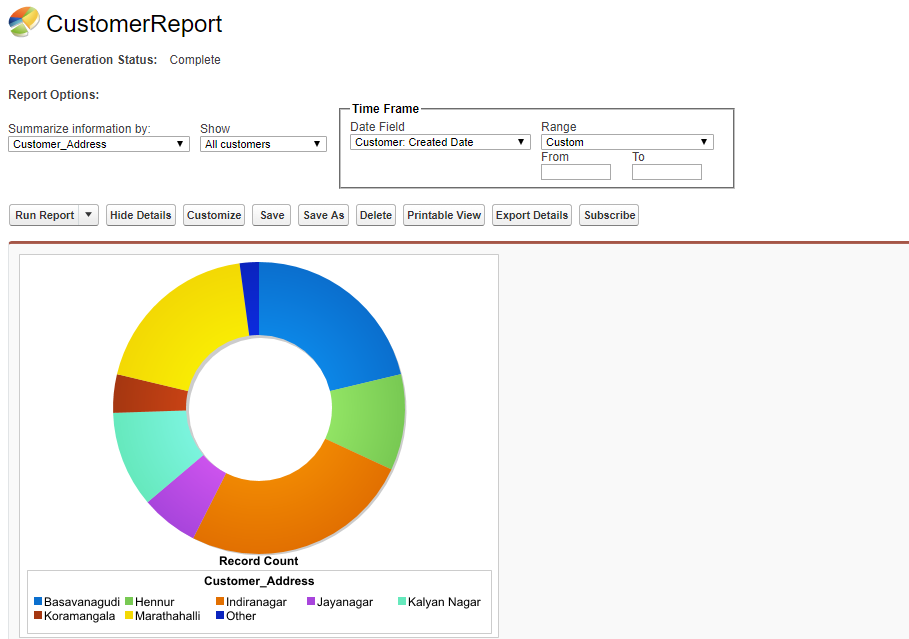 CustomerReport
Report Generation Status: Complete
Report Options:
Summarize information by:
Customer_Address
Show
All customers
Time Frame
Date Field
Customer: Created Date
Range
Custom
From
To
Run Report
Hide Details
Customize
Save
Save As
Delete
Printable View
Export Details
Subscribe
Record Count
Customer_Address
Basavanagudi Hennur Indiranagar Jayanagar Kalyan Nagar
Koramangala Marathahalli Other